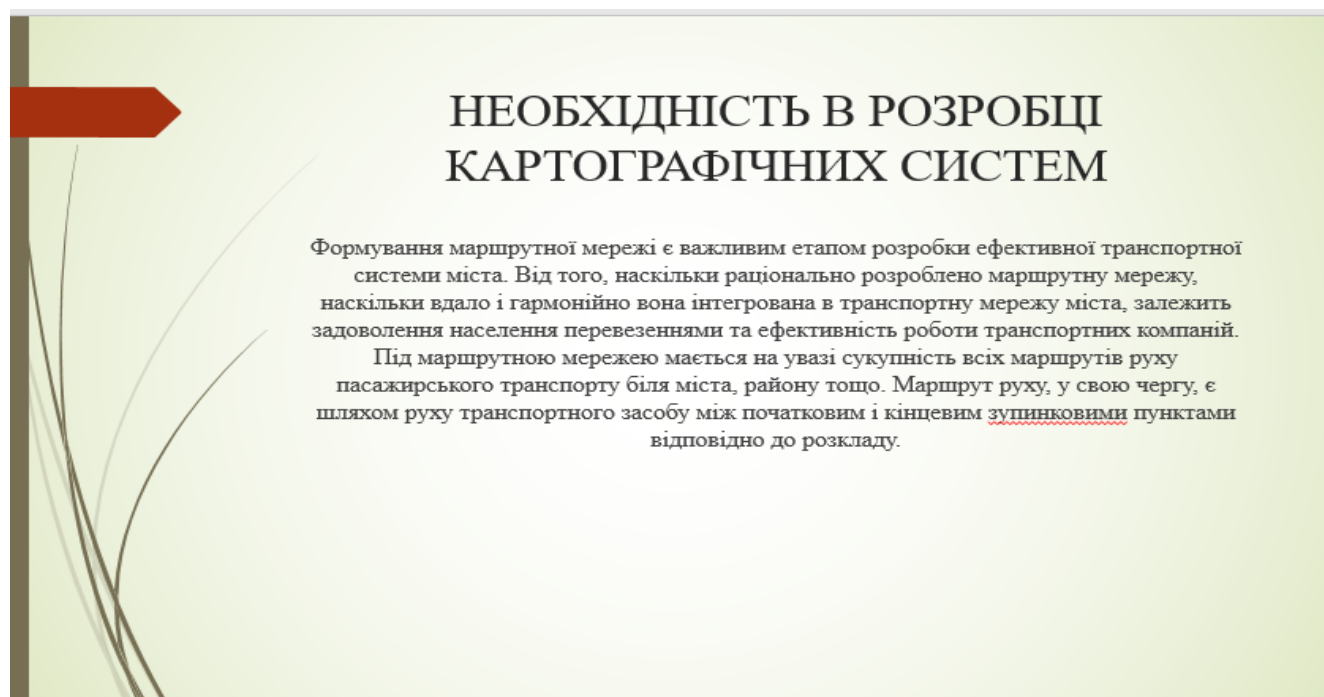 НЕОБХІДНІСТЬ В РОЗРОБЦІ
КАРТОГРАФІЧНИХ СИСТЕМ
Формування маршрутної мережі є важливим етапом розробки ефективної транспортної
системи міста. Від того, наскільки раціонально розроблено маршрутну мережу,
наскільки вдало і гармонійно вона інтегрована в транспортну мережу міста, залежить
задоволення населення перевезеннями та ефективність роботи транспортних компаній.
Під маршрутною мережею мається на увазі сукупність всіх маршрутів руху
пасажирського транспорту біля міста, району тощо. Маршрут руху, у свою чергу, є
шляхом руху транспортного засобу між початковим і кінцевим зупинковими пунктами
відповідно до розкладу.